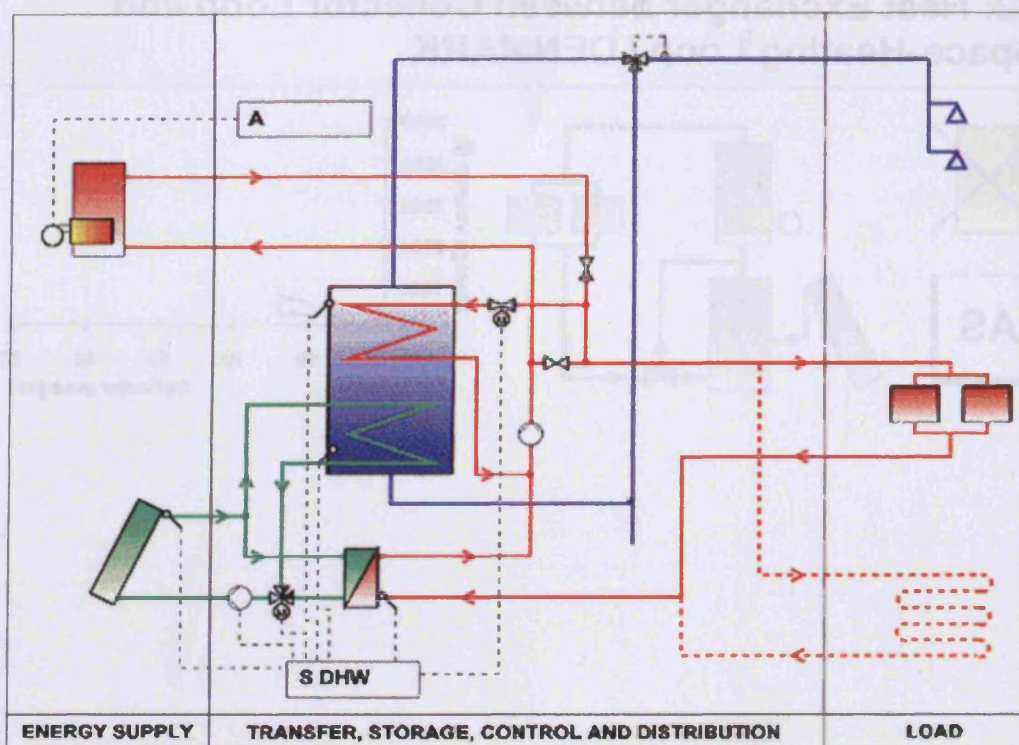 A
S DHW
ENERGY SUPPLY
TRANSFER, STORAGE, CONTROL AND DISTRIBUTION
LOAD